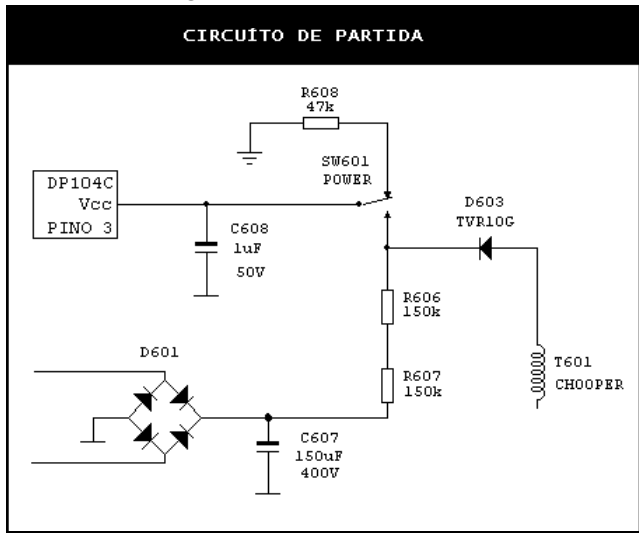 CIRCUÍTO DE PARTIDA
R608
47k
SW601
POWER
DP104C
Vcc
PINO 3
D603
TVR10G
C608
1uF
50V
R606
150k
D601
T601
CHOOPER
R607
150k
C607
150uF
400V